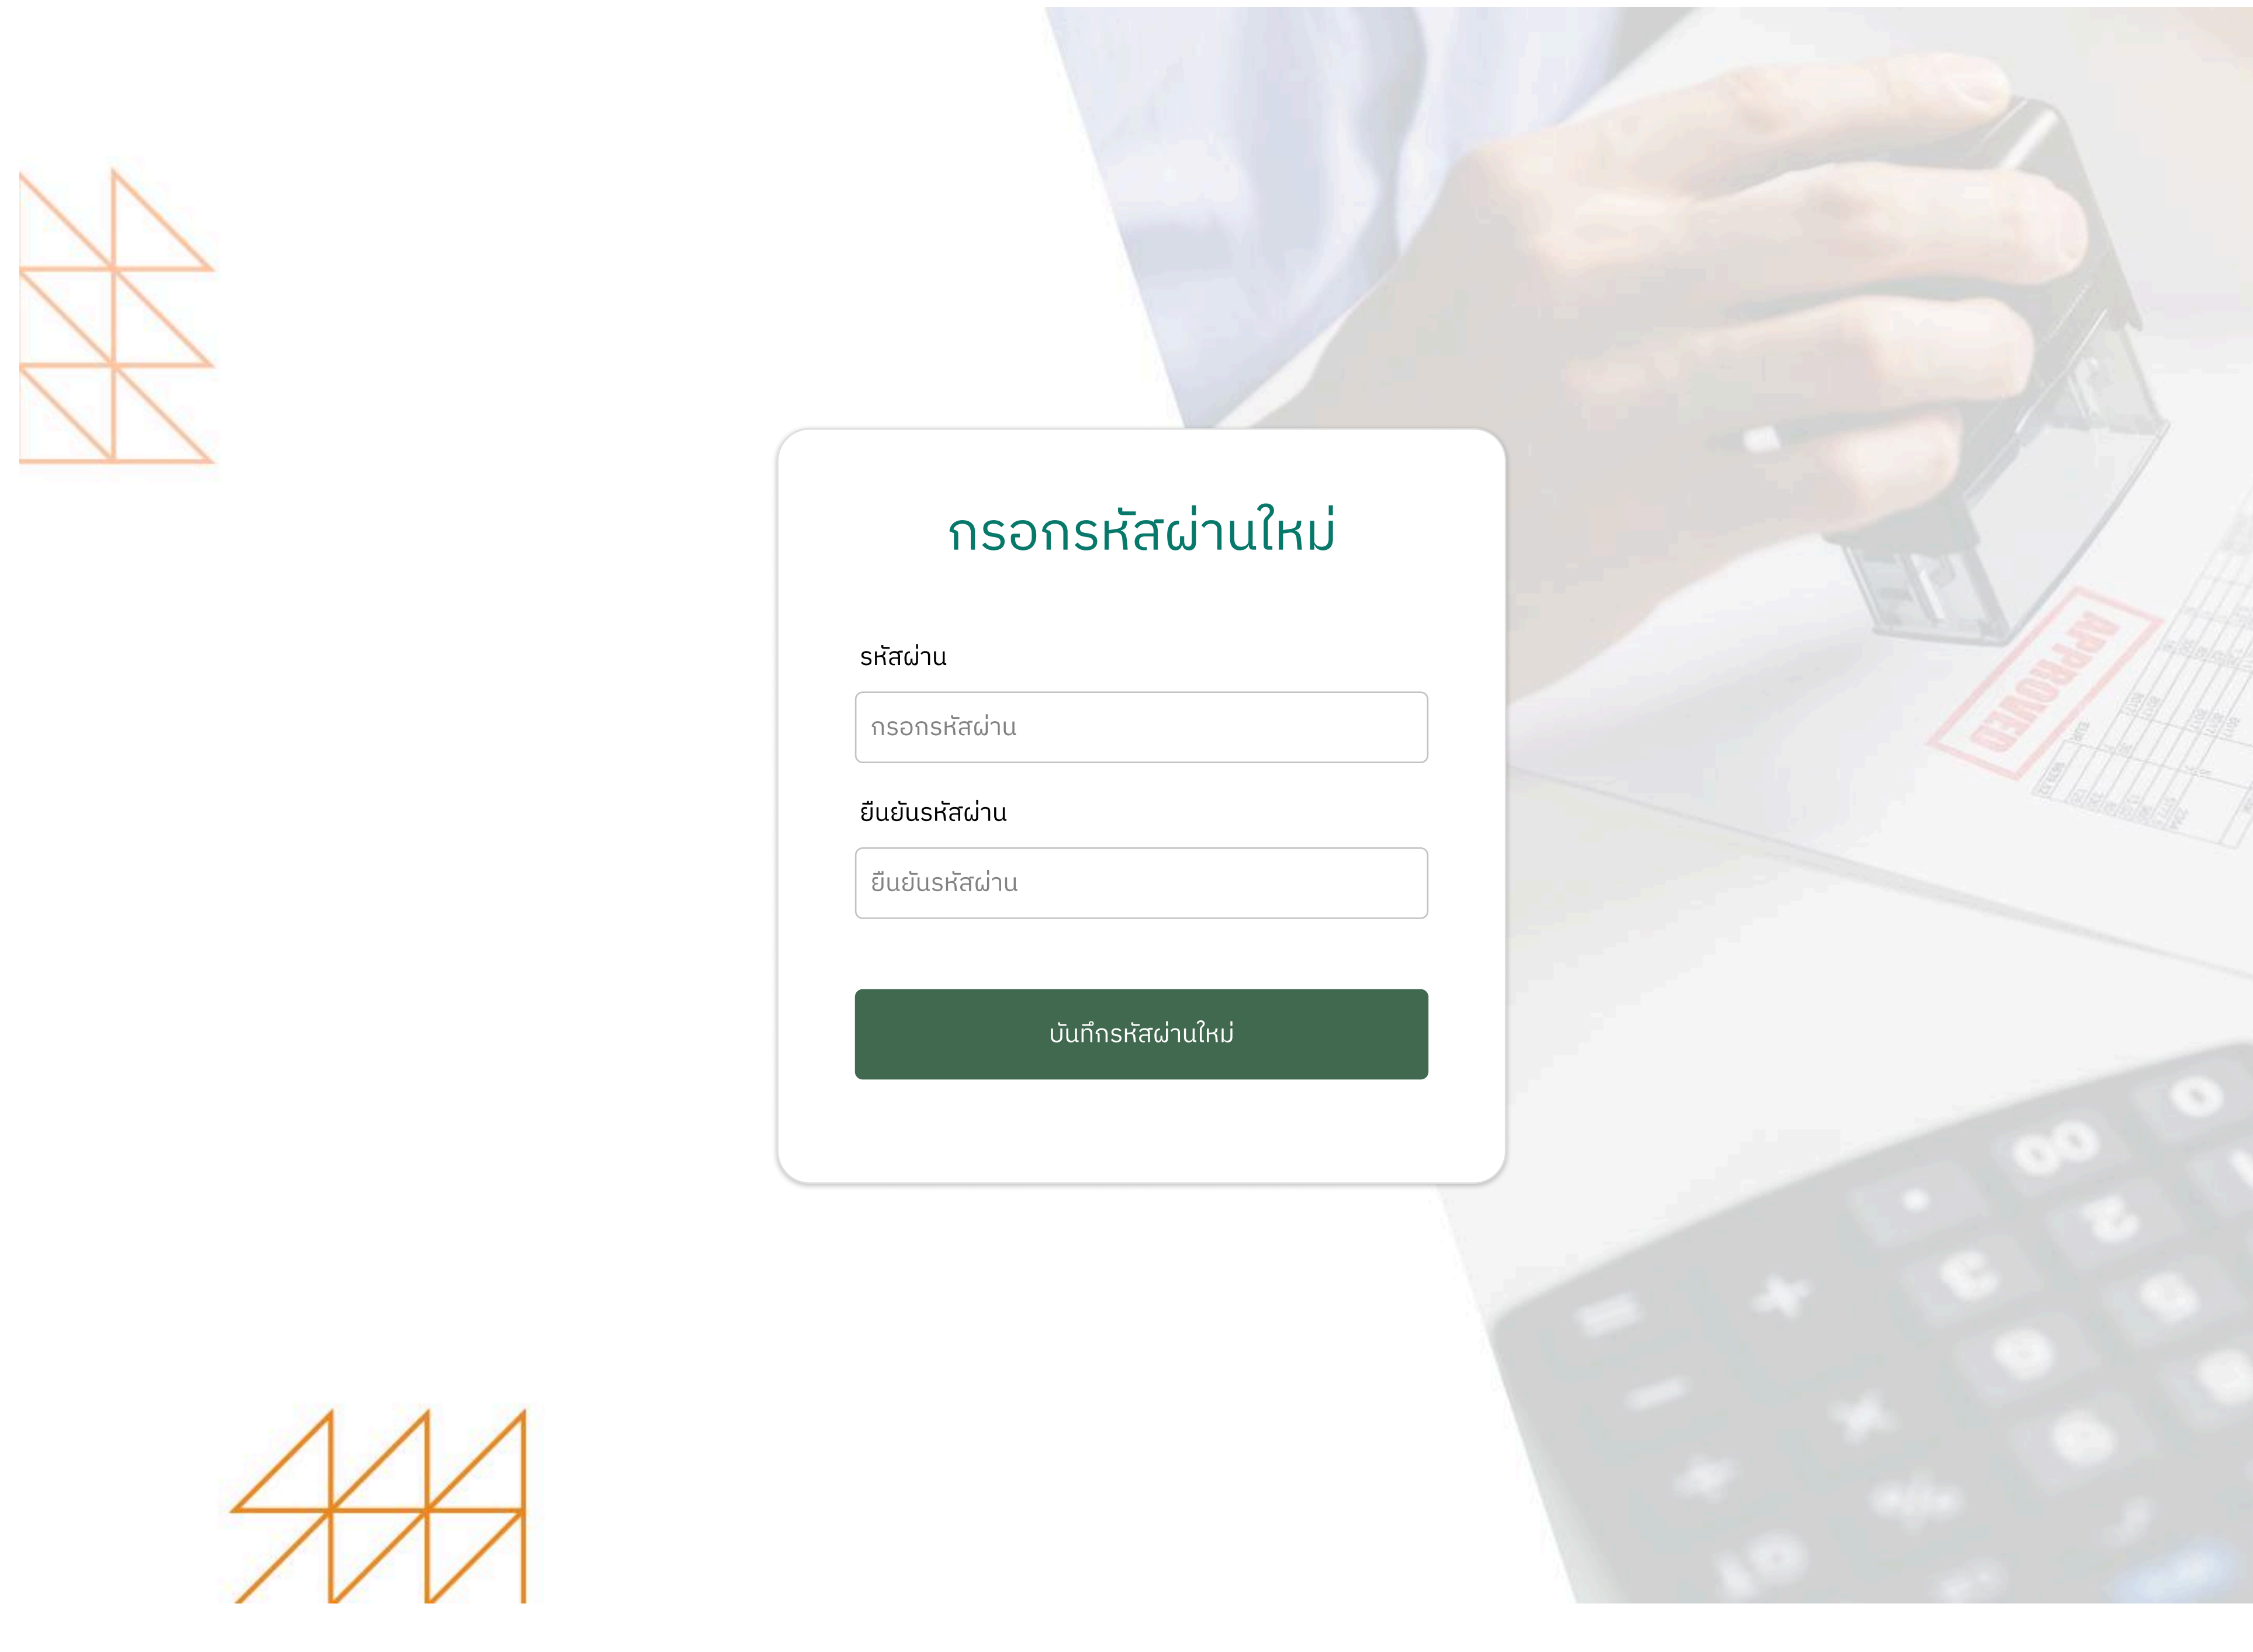 กรอกรหัสผ่านใหม่
รหัสผ่าน
กรอกรหัสผ่าน
ยืนยันรหัสผ่าน
ยืนยันรหัสผ่าน
บันทึกรหัสผ่านใหม่
APPROVED